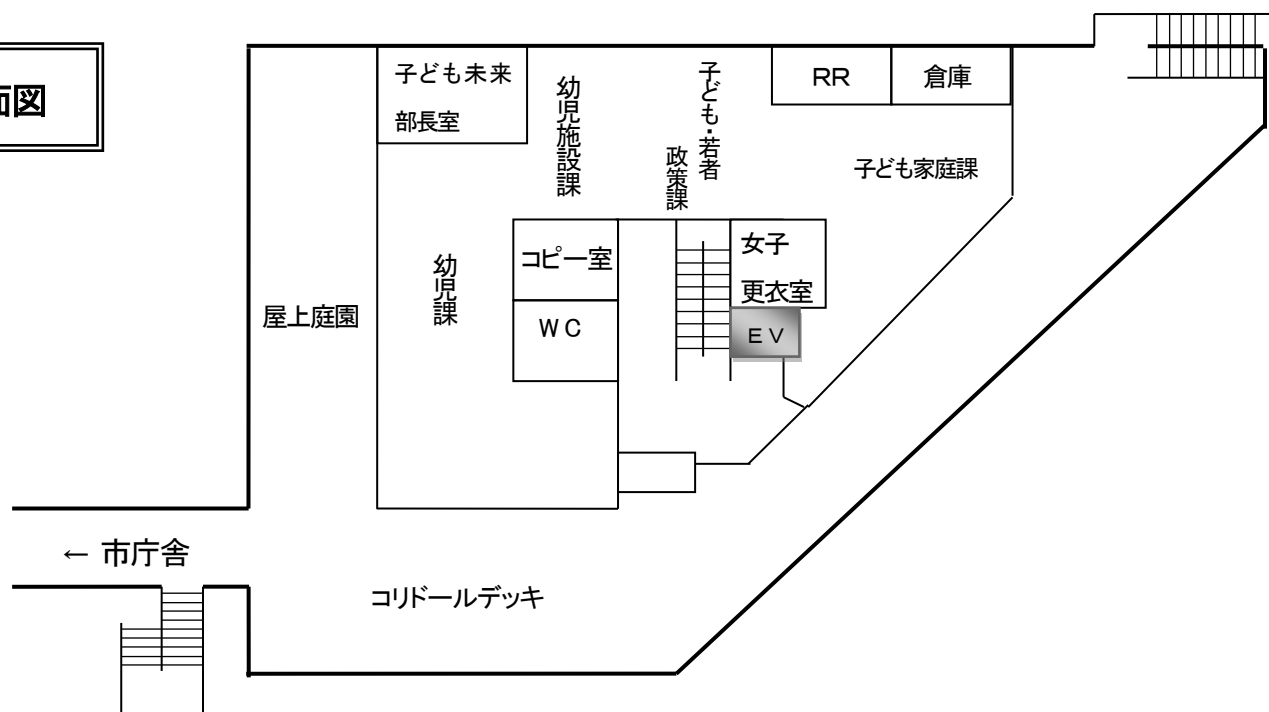 面図
子ども未来
部長室
幼児施設課
子ども・若者
政策課
RR
倉庫
子ども家庭課
コピー室
女子
更衣室
幼児課
屋上庭園
WC
EV
← 市庁舎
コリドールデッキ